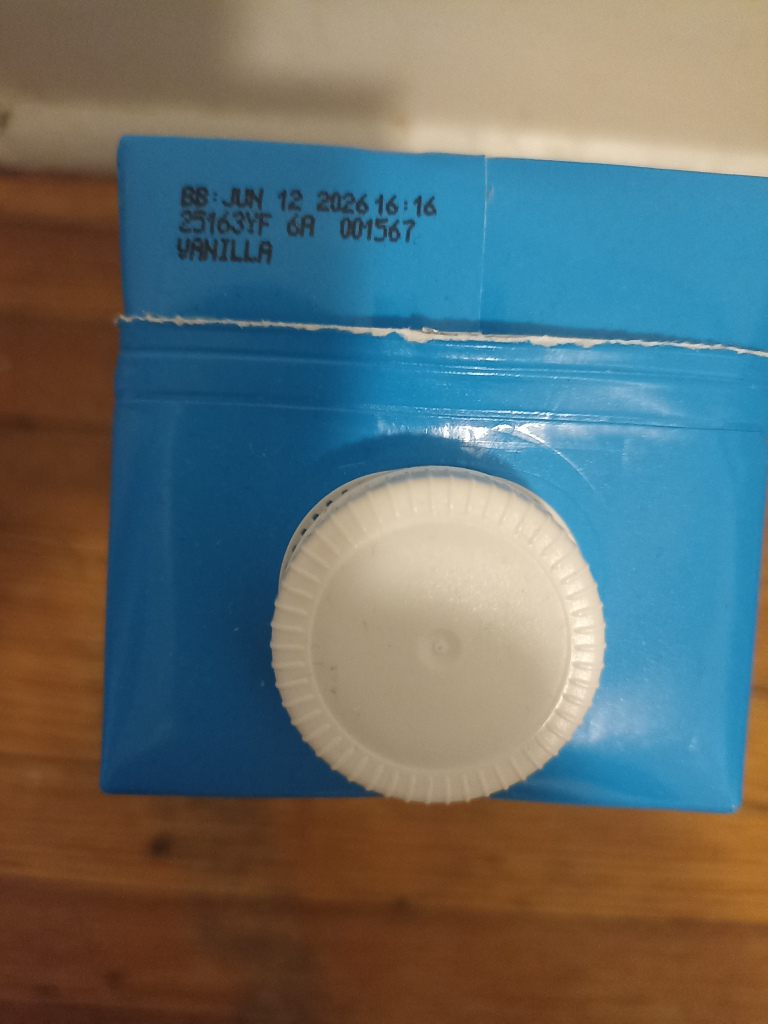 BB:JUN 12 2026 16:16
25163YF 6A 001567
VANILLA